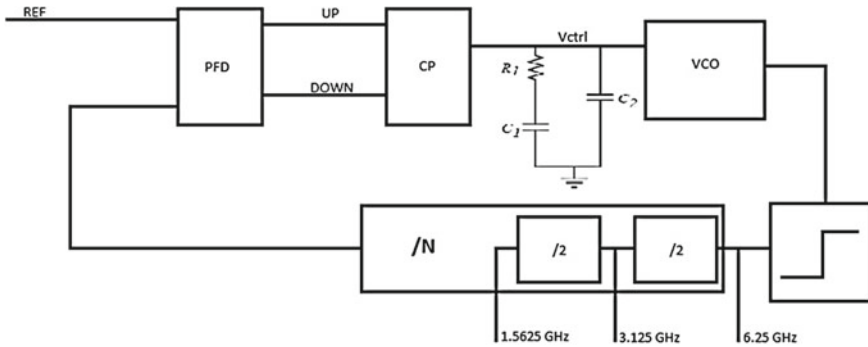 REF
UP
Vctrl
PFD
CP
R1
VCO
DOWN
C2
C1
/N
/2
/2
1.5625 GHz
3.125 GHz
6.25 GHz